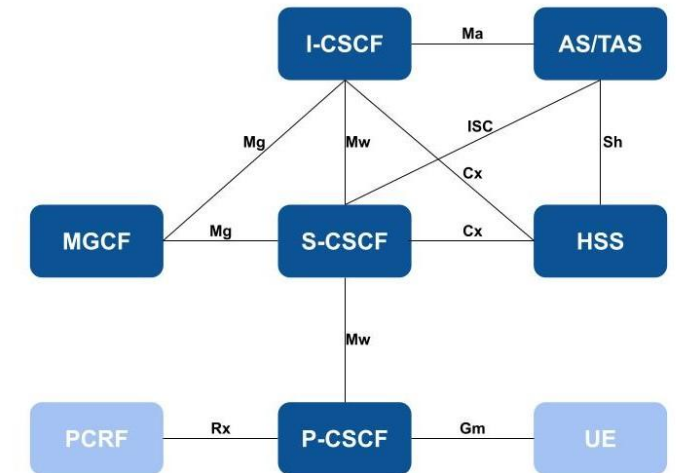 I-CSCF
Ma
AS/TAS
ISC
Mg
Mw
Sh
Cx
MGCF
Mg
S-CSCF
Cx
HSS
Mw
PCRF
Rx
P-CSCF
Gm
UE